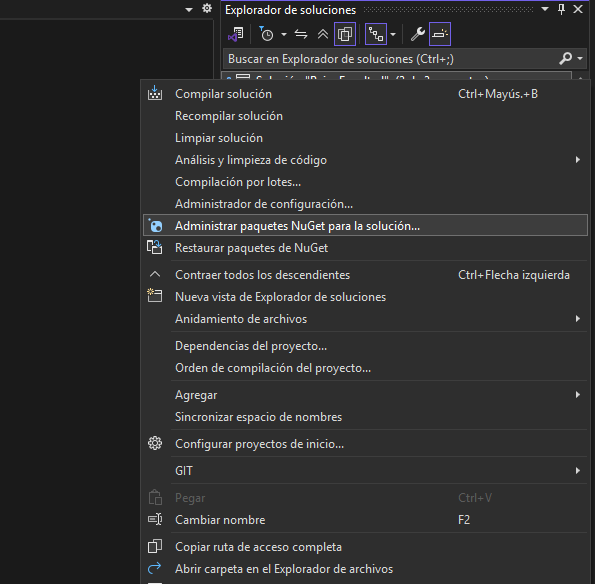 Explorador de soluciones
Buscar en Explorador de soluciones (Ctrl+;)
Compilar solución Ctrl+Mayús.+B
Recompilar solución
Limpiar solución
Análisis y limpieza de código
Compilación por lotes...
Administrador de configuración...
Administrar paquetes NuGet para la solución...
Restaurar paquetes de NuGet
Contraer todos los descendientes Ctrl+Flecha izquierda
Nueva vista de Explorador de soluciones
Anidamiento de archivos
Dependencias del proyecto...
Orden de compilación del proyecto...
Agregar
Sincronizar espacio de nombres
Configurar proyectos de inicio...
GIT
Pegar Ctrl+V
Cambiar nombre F2
Copiar ruta de acceso completa
Abrir carpeta en el Explorador de archivos